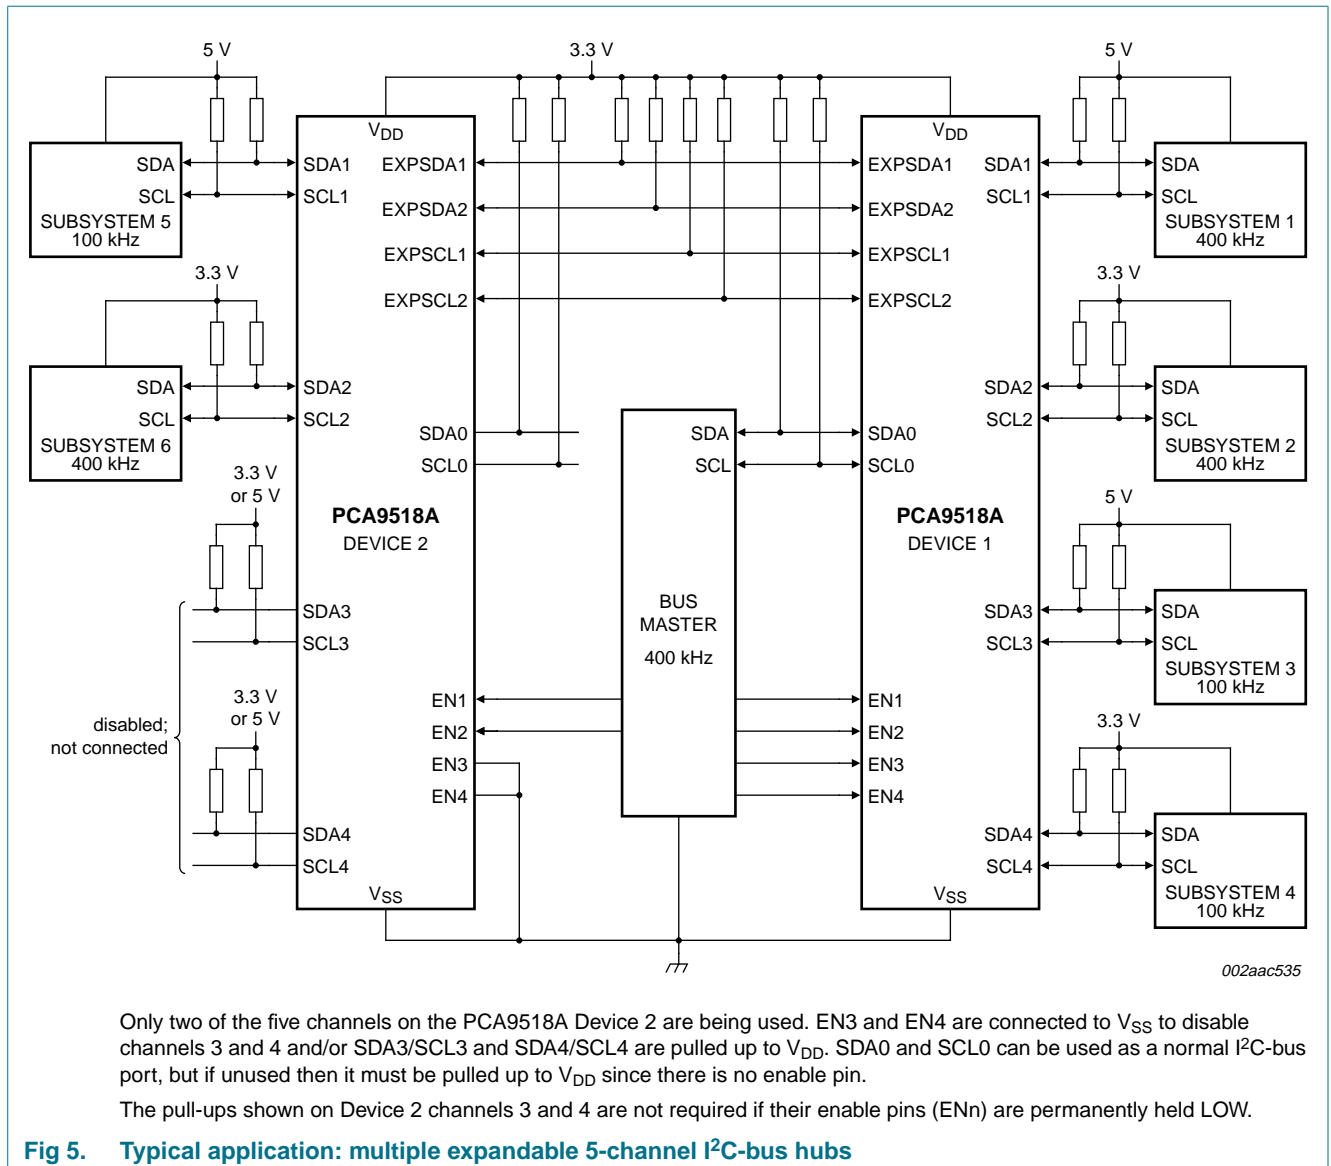 5 V
3.3 V
5 V
VDD
VDD
SDA
SCL
SUBSYSTEM 5
100 kHz
SDA1
SCL1
EXPSDA1
EXPSDA2
EXPSCL1
EXPSCL2
EXPSDA1
EXPSDA2
EXPSCL1
EXPSCL2
SDA1
SCL1
SDA
SCL
SUBSYSTEM 1
400 kHz
3.3 V
3.3 V
SDA
SCL
SUBSYSTEM 6
400 kHz
SDA2
SCL2
SDA0
SCL0
SDA
SCL
SDA0
SCL0
SDA2
SCL2
SDA
SCL
SUBSYSTEM 2
400 kHz
3.3 V
or 5 V
PCA9518A
DEVICE 2
PCA9518A
DEVICE 1
5 V
SDA3
SCL3
BUS
MASTER
400 kHz
SDA3
SCL3
SDA
SCL
SUBSYSTEM 3
100 kHz
3.3 V
or 5 V
disabled;
not connected
EN1
EN2
EN3
EN4
EN1
EN2
EN3
EN4
3.3 V
SDA4
SCL4
SDA4
SCL4
SDA
SCL
SUBSYSTEM 4
100 kHz
VSS
VSS
002aac535
Only two of the five channels on the PCA9518A Device 2 are being used. EN3 and EN4 are connected to VSS to disable
channels 3 and 4 and/or SDA3/SCL3 and SDA4/SCL4 are pulled up to VDD. SDA0 and SCL0 can be used as a normal I²C-bus
port, but if unused then it must be pulled up to VDD since there is no enable pin.
The pull-ups shown on Device 2 channels 3 and 4 are not required if their enable pins (ENn) are permanently held LOW.
Fig 5. Typical application: multiple expandable 5-channel I²C-bus hubs